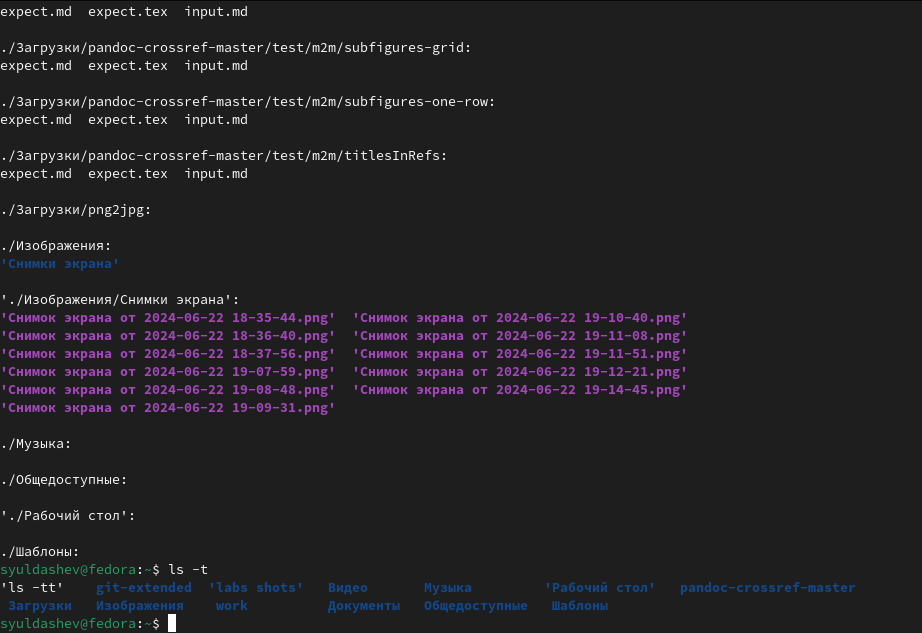 expect.md  expect.tex  input.md
./Загрузки/pandoc-crossref-master/test/m2m/subfigures-grid:
expect.md  expect.tex  input.md
./Загрузки/pandoc-crossref-master/test/m2m/subfigures-one-row:
expect.md  expect.tex  input.md
./Загрузки/pandoc-crossref-master/test/m2m/titlesInRefs:
expect.md  expect.tex  input.md
./Загрузки/png2jpg:
./Изображения:
'Снимки экрана'
'./Изображения/Снимки экрана':
'Снимок экрана от 2024-06-22 18-35-44.png'  'Снимок экрана от 2024-06-22 19-10-40.png'
'Снимок экрана от 2024-06-22 18-36-40.png'  'Снимок экрана от 2024-06-22 19-11-08.png'
'Снимок экрана от 2024-06-22 18-37-56.png'  'Снимок экрана от 2024-06-22 19-11-51.png'
'Снимок экрана от 2024-06-22 19-07-59.png'  'Снимок экрана от 2024-06-22 19-12-21.png'
'Снимок экрана от 2024-06-22 19-08-48.png'  'Снимок экрана от 2024-06-22 19-14-45.png'
'Снимок экрана от 2024-06-22 19-09-31.png'
./Музыка:
./Общедоступные:
'./Рабочий стол':
./Шаблоны:
syuldashev@fedora:~$ ls -t
'ls -tt'    git-extended  'labs shots'   Видео       Музыка         'Рабочий стол'   pandoc-crossref-master
 Загрузки   Изображения    work          Документы   Общедоступные   Шаблоны
syuldashev@fedora:~$